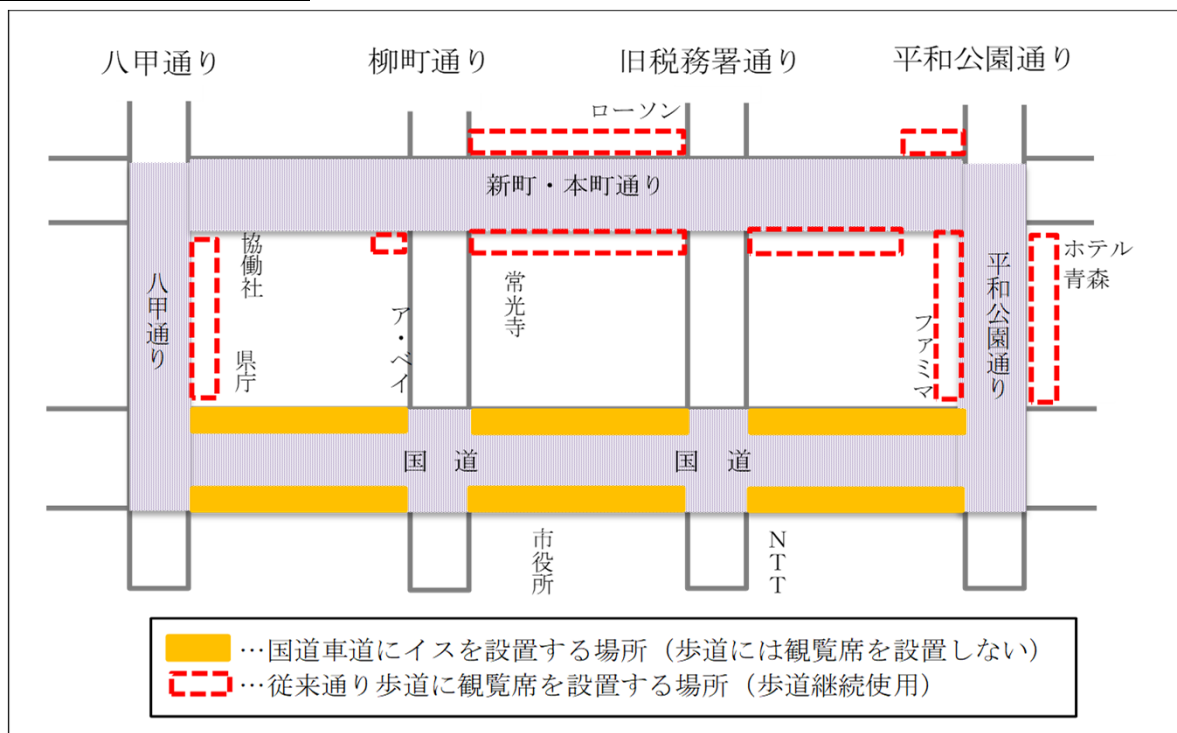 八甲通り
柳町通り
旧税務署通り
平和公園通り
ローソン
新町・本町通り
協働社
県庁
八甲通り
ア・ベイ
常光寺
ファミマ
平和公園通り
ホテル
青森
国 道
国 道
市役所
NTT
…国道車道にイスを設置する場所（歩道には観覧席を設置しない）
…従来通り歩道に観覧席を設置する場所（歩道継続使用）